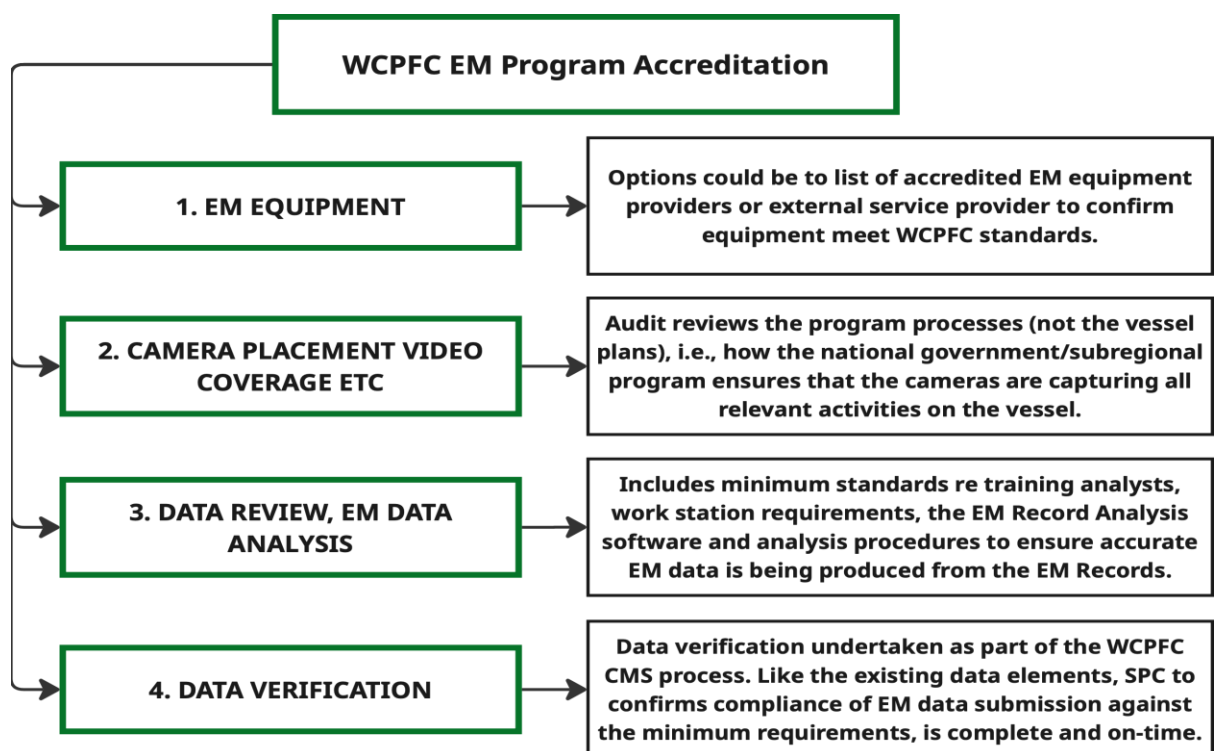 WCPFC EM Program Accreditation
1. EM EQUIPMENT
Options could be to list of accredited EM equipment
providers or external service provider to confirm
equipment meet WCPFC standards.
2. CAMERA PLACEMENT VIDEO
COVERAGE ETC
Audit reviews the program processes (not the vessel
plans), i.e., how the national government/subregional
program ensures that the cameras are capturing all
relevant activities on the vessel.
3. DATA REVIEW, EM DATA
ANALYSIS
Includes minimum standards re training analysts,
work station requirements, the EM Record Analysis
software and analysis procedures to ensure accurate
EM data is being produced from the EM Records.
4. DATA VERIFICATION
Data verification undertaken as part of the WCPFC
CMS process. Like the existing data elements, SPC to
confirms compliance of EM data submission against
the minimum requirements, is complete and on-time.